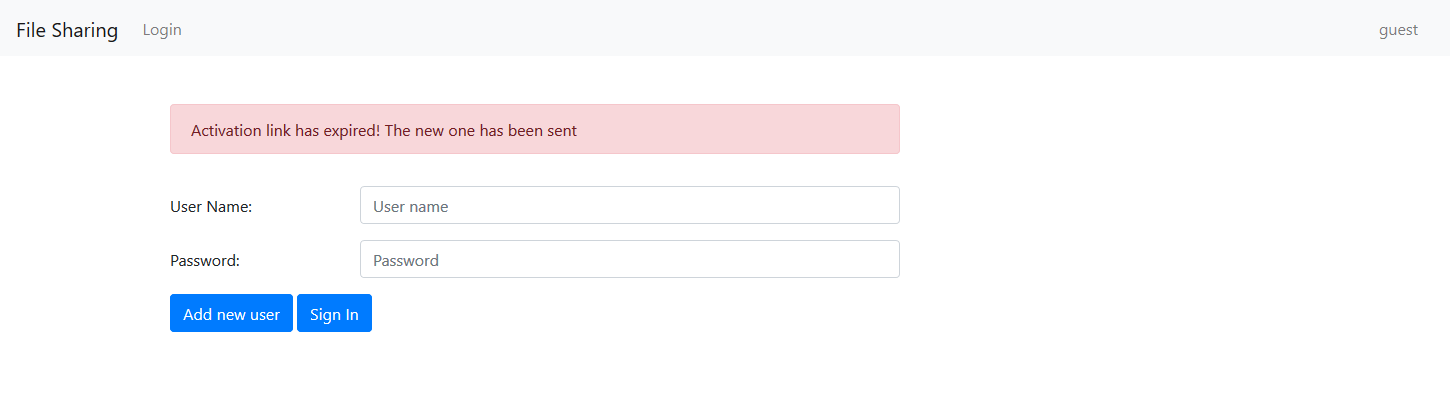 File Sharing Login guest
Activation link has expired! The new one has been sent
User Name: User name
Password: Password
Add new user Sign In